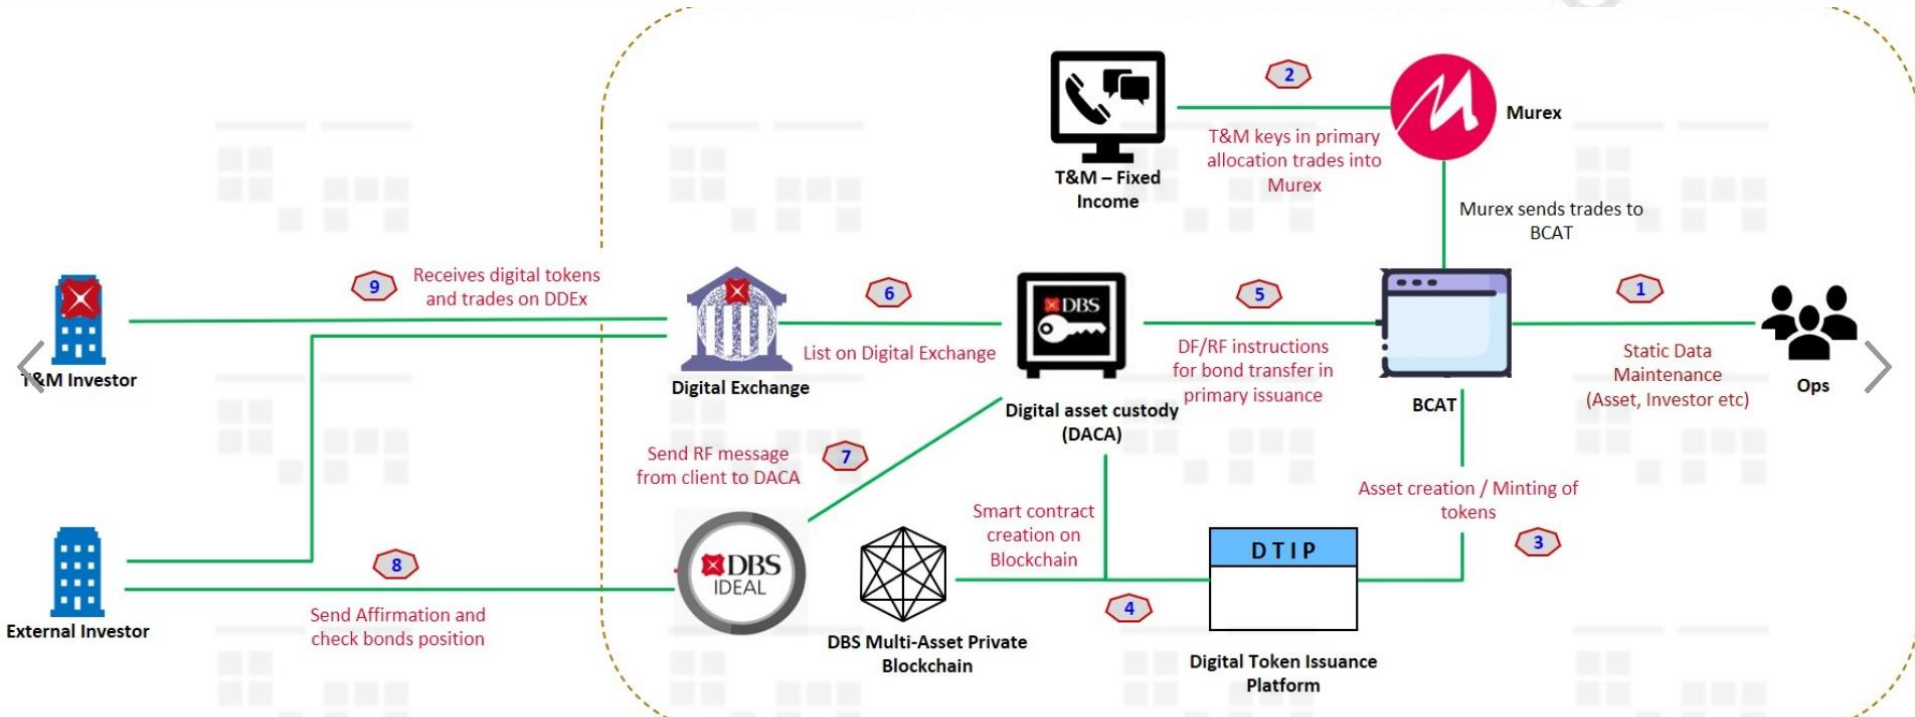 2
Murex
T&M keys in primary
allocation trades into
Murex
T&M – Fixed
Income
Murex sends trades to
BCAT
9
Receives digital tokens
and trades on DDEx
6
List on Digital Exchange
DBS
5
DF/RF instructions
for bond transfer in
primary issuance
1
Static Data
Maintenance
(Asset, Investor etc)
T&M Investor
Digital Exchange
Digital asset custody
(DACA)
BCAT
Ops
Send RF message
from client to DACA
7
Smart contract
creation on
Blockchain
Asset creation / Minting of
tokens
3
DTIP
DBS
IDEAL
8
Send Affirmation and
check bonds position
External Investor
4
DBS Multi-Asset Private
Blockchain
Digital Token Issuance
Platform